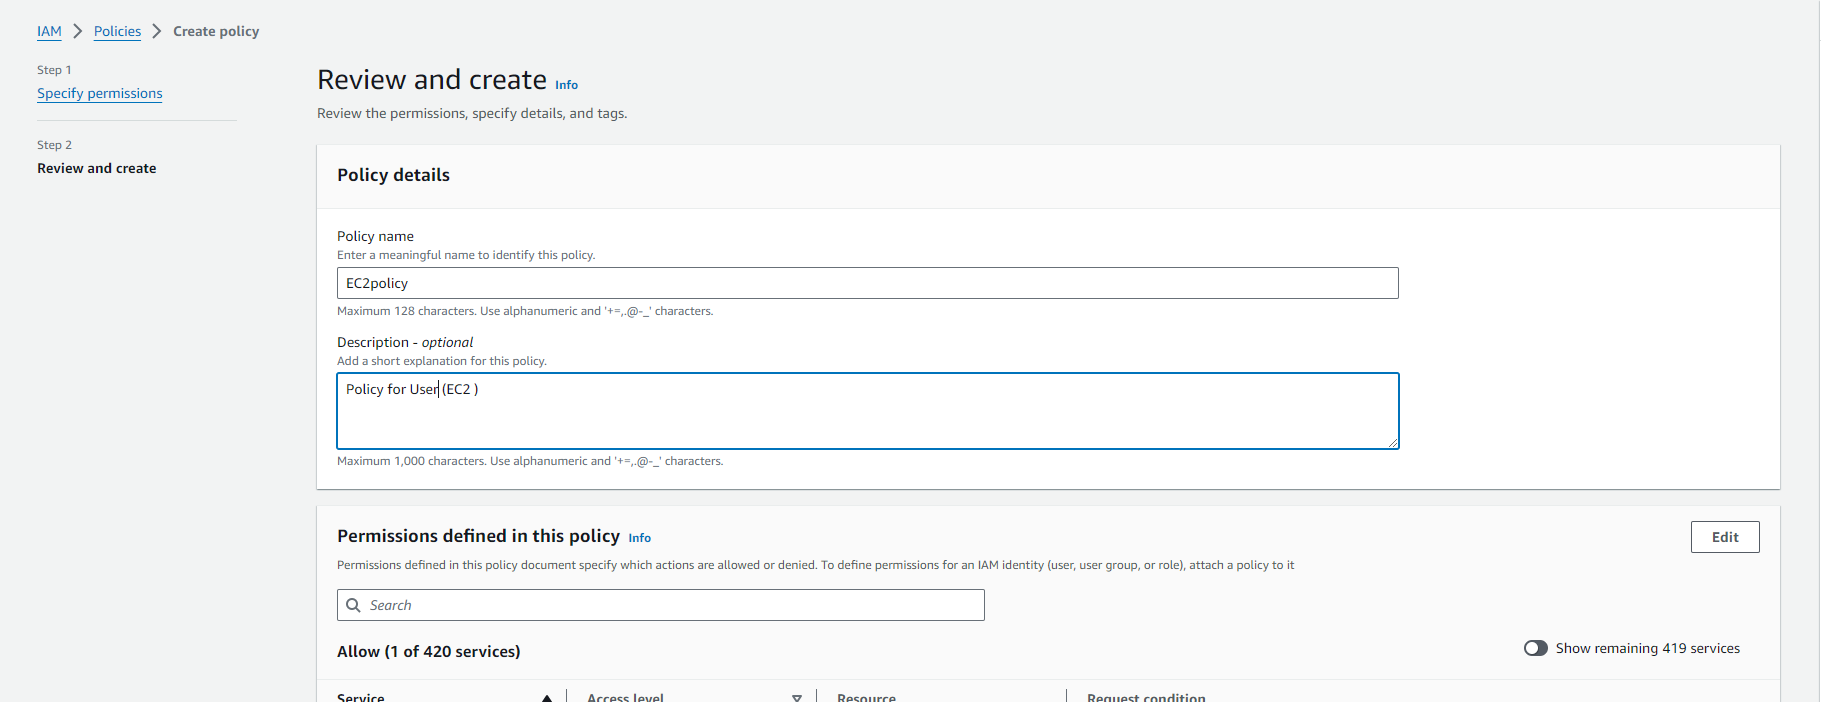 IAM > Policies > Create policy
Step 1
Specify permissions
Step 2
Review and create
Review and create Info
Review the permissions, specify details, and tags.
Policy details
Policy name
Enter a meaningful name to identify this policy.
EC2policy
Maximum 128 characters. Use alphanumeric and '+=,.@-_' characters.
Description - optional
Add a short explanation for this policy.
Policy for User (EC2 )
Maximum 1,000 characters. Use alphanumeric and '+=,.@-_' characters.
Permissions defined in this policy Info
Edit
Permissions defined in this policy document specify which actions are allowed or denied. To define permissions for an IAM identity (user, user group, or role), attach a policy to it
Search
Allow (1 of 420 services)
Show remaining 419 services
Service Access level Resource Request condition